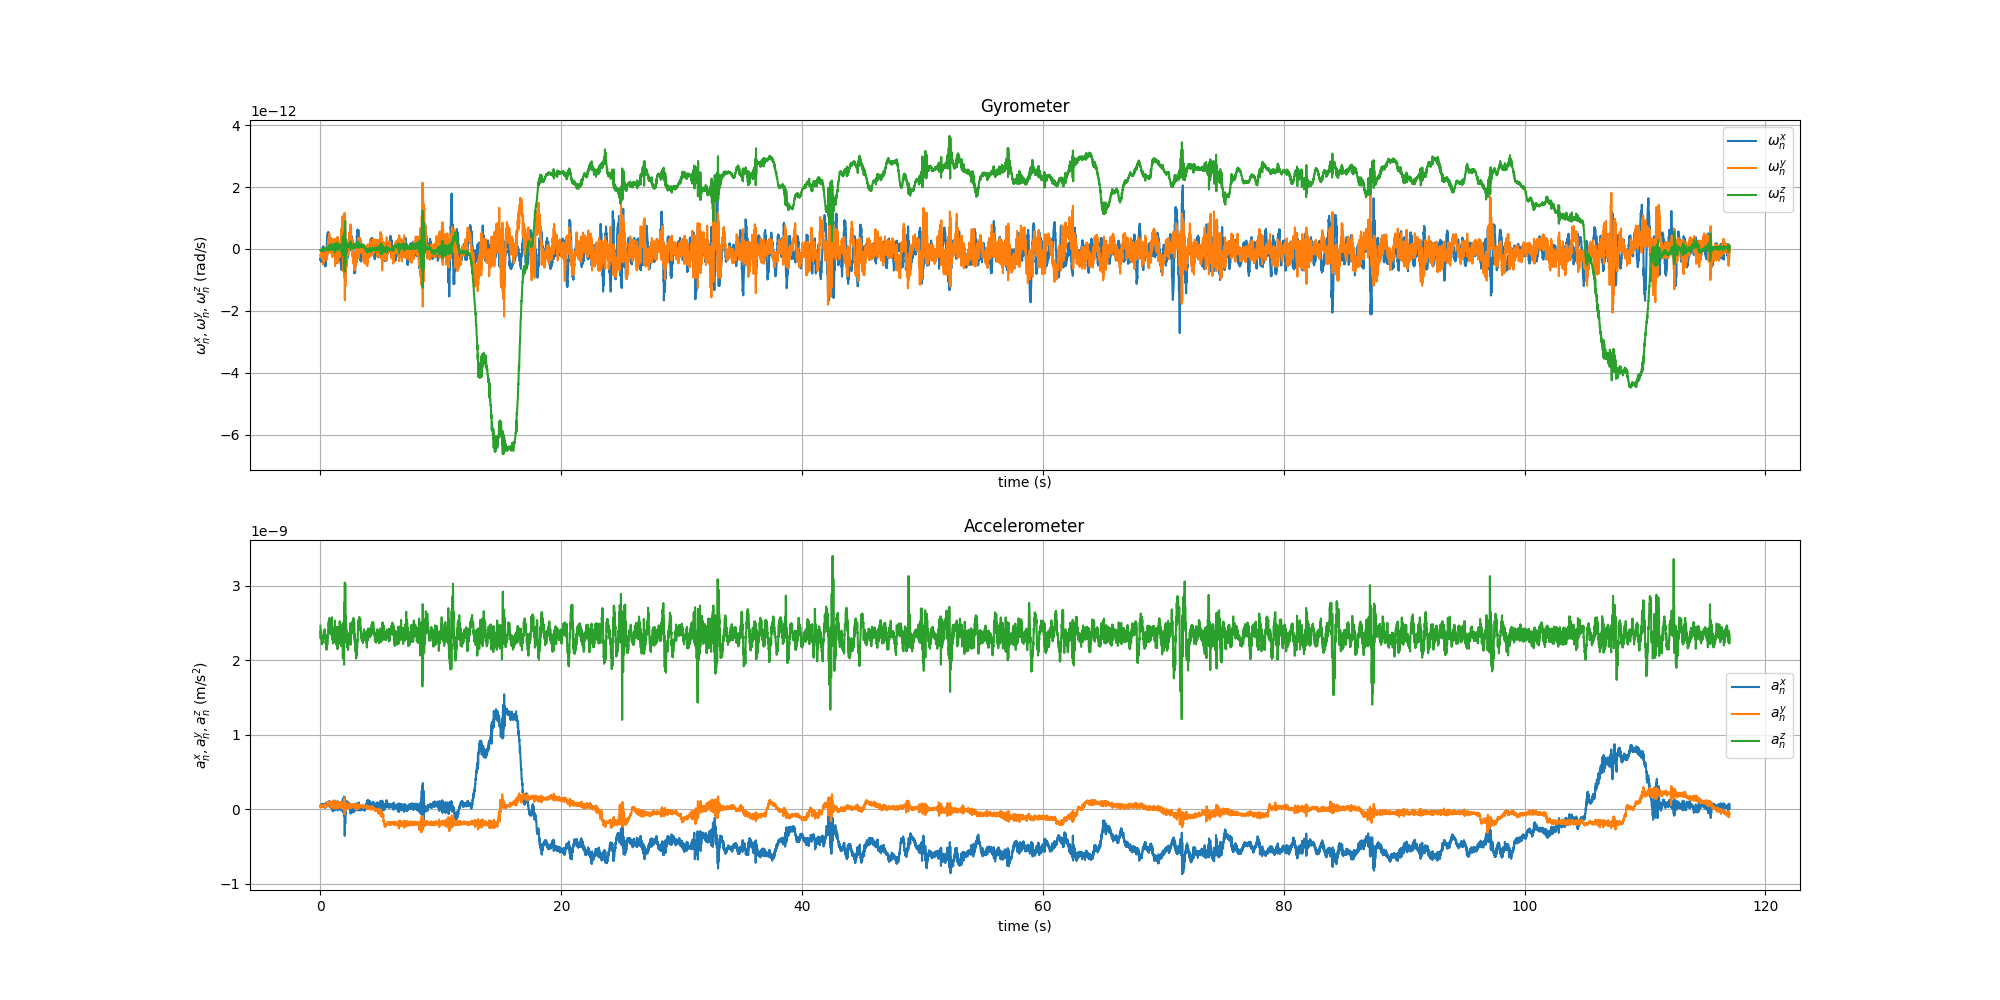 Gyrometer
1e−12
4
2
0
−2
−4
−6
ω_n^x, ω_n^y, ω_n^z (rad/s)
ω_n^x
ω_n^y
ω_n^z
time (s)
Accelerometer
1e−9
3
2
1
0
−1
a_n^x, a_n^y, a_n^z (m/s²)
a_n^x
a_n^y
a_n^z
0 20 40 60 80 100 120
time (s)